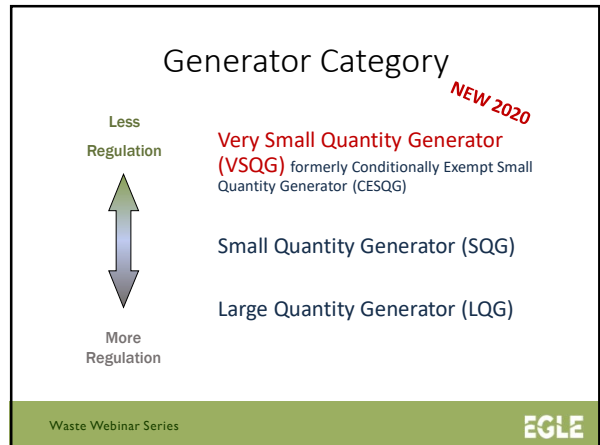 Generator Category
NEW 2020
Less
Regulation
Very Small Quantity Generator
(VSQG) formerly Conditionally Exempt Small
Quantity Generator (CESQG)
Small Quantity Generator (SQG)
Large Quantity Generator (LQG)
More
Regulation
Waste Webinar Series
EGLE